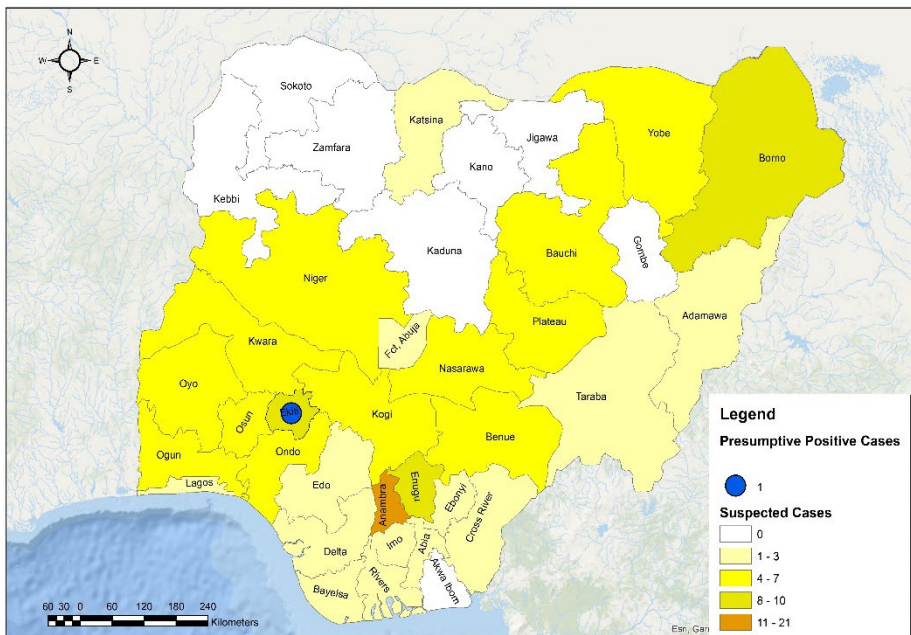 N
W E
S
Sokoto
Katsina
Zamfara
Kano
Jigawa
Yobe
Borno
Kebbi
Kaduna
Bauchi
Gombe
Niger
Adamawa
Fct, Abuja
Plateau
Kwara
Nasarawa
Taraba
Oyo
Osun
Ekiti
Kogi
Benue
Ogun
Ondo
Lagos
Edo
Anambra
Enugu
Ebonyi
Cross River
Delta
Imo
Abia
Bayelsa
Rivers
Akwa Ibom
Legend
Presumptive Positive Cases
1
Suspected Cases
0
1 - 3
4 - 7
8 - 10
11 - 21
60 30 0 60 120 180 240
Kilometers
Esri,